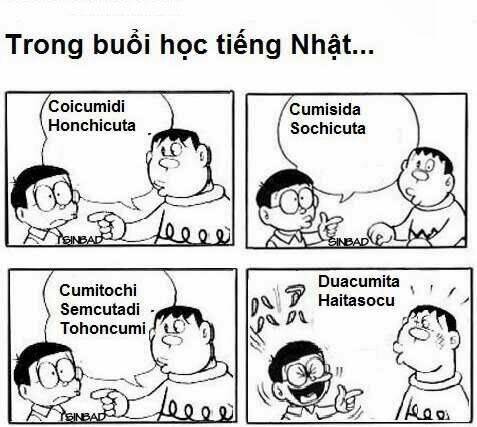 Trong buổi học tiếng Nhật...
Coicumidi
Honchicuta
SINBAD
Cumisida
Sochicuta
SINBAD
Cumitochi
Semcutadi
Tohoncumi
SINBAD
Duacumita
Haitasocu